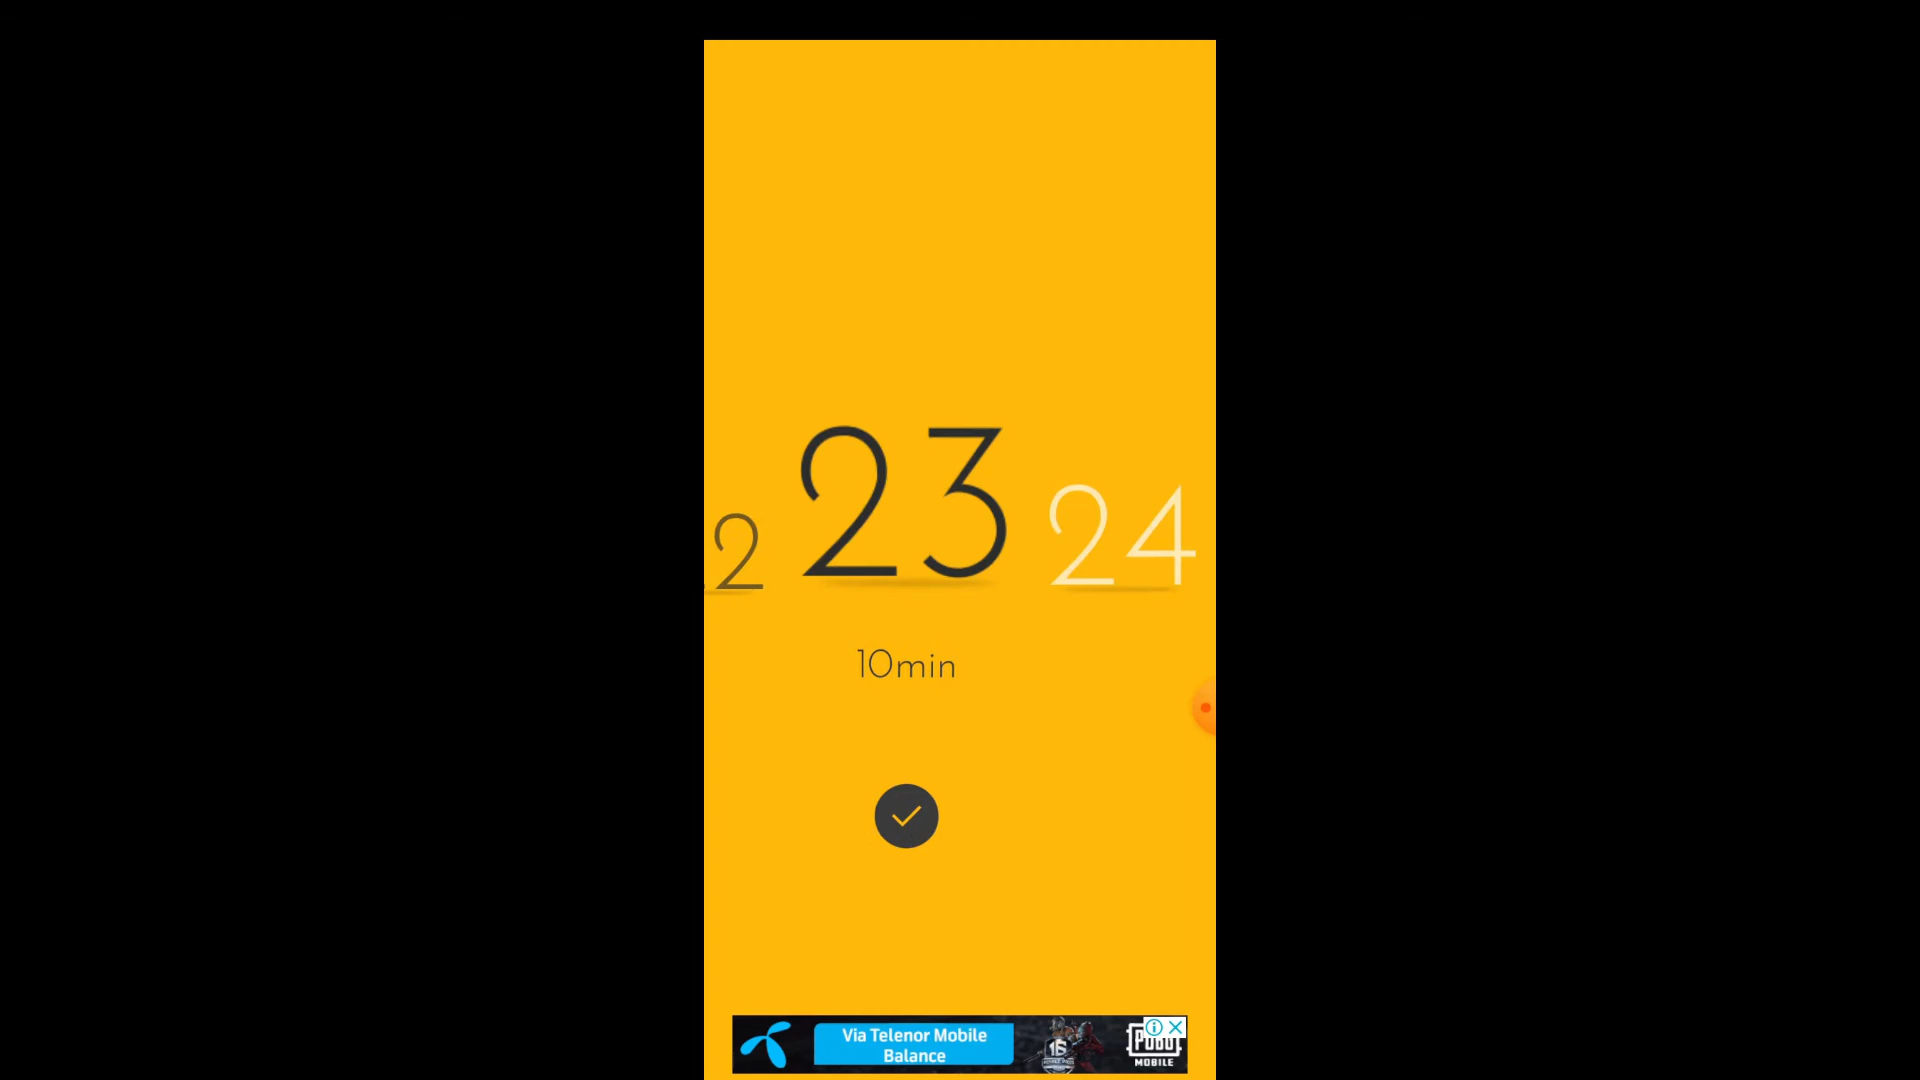 22 23 24
10min
Via Telenor Mobile
Balance
PUBG
MOBILE